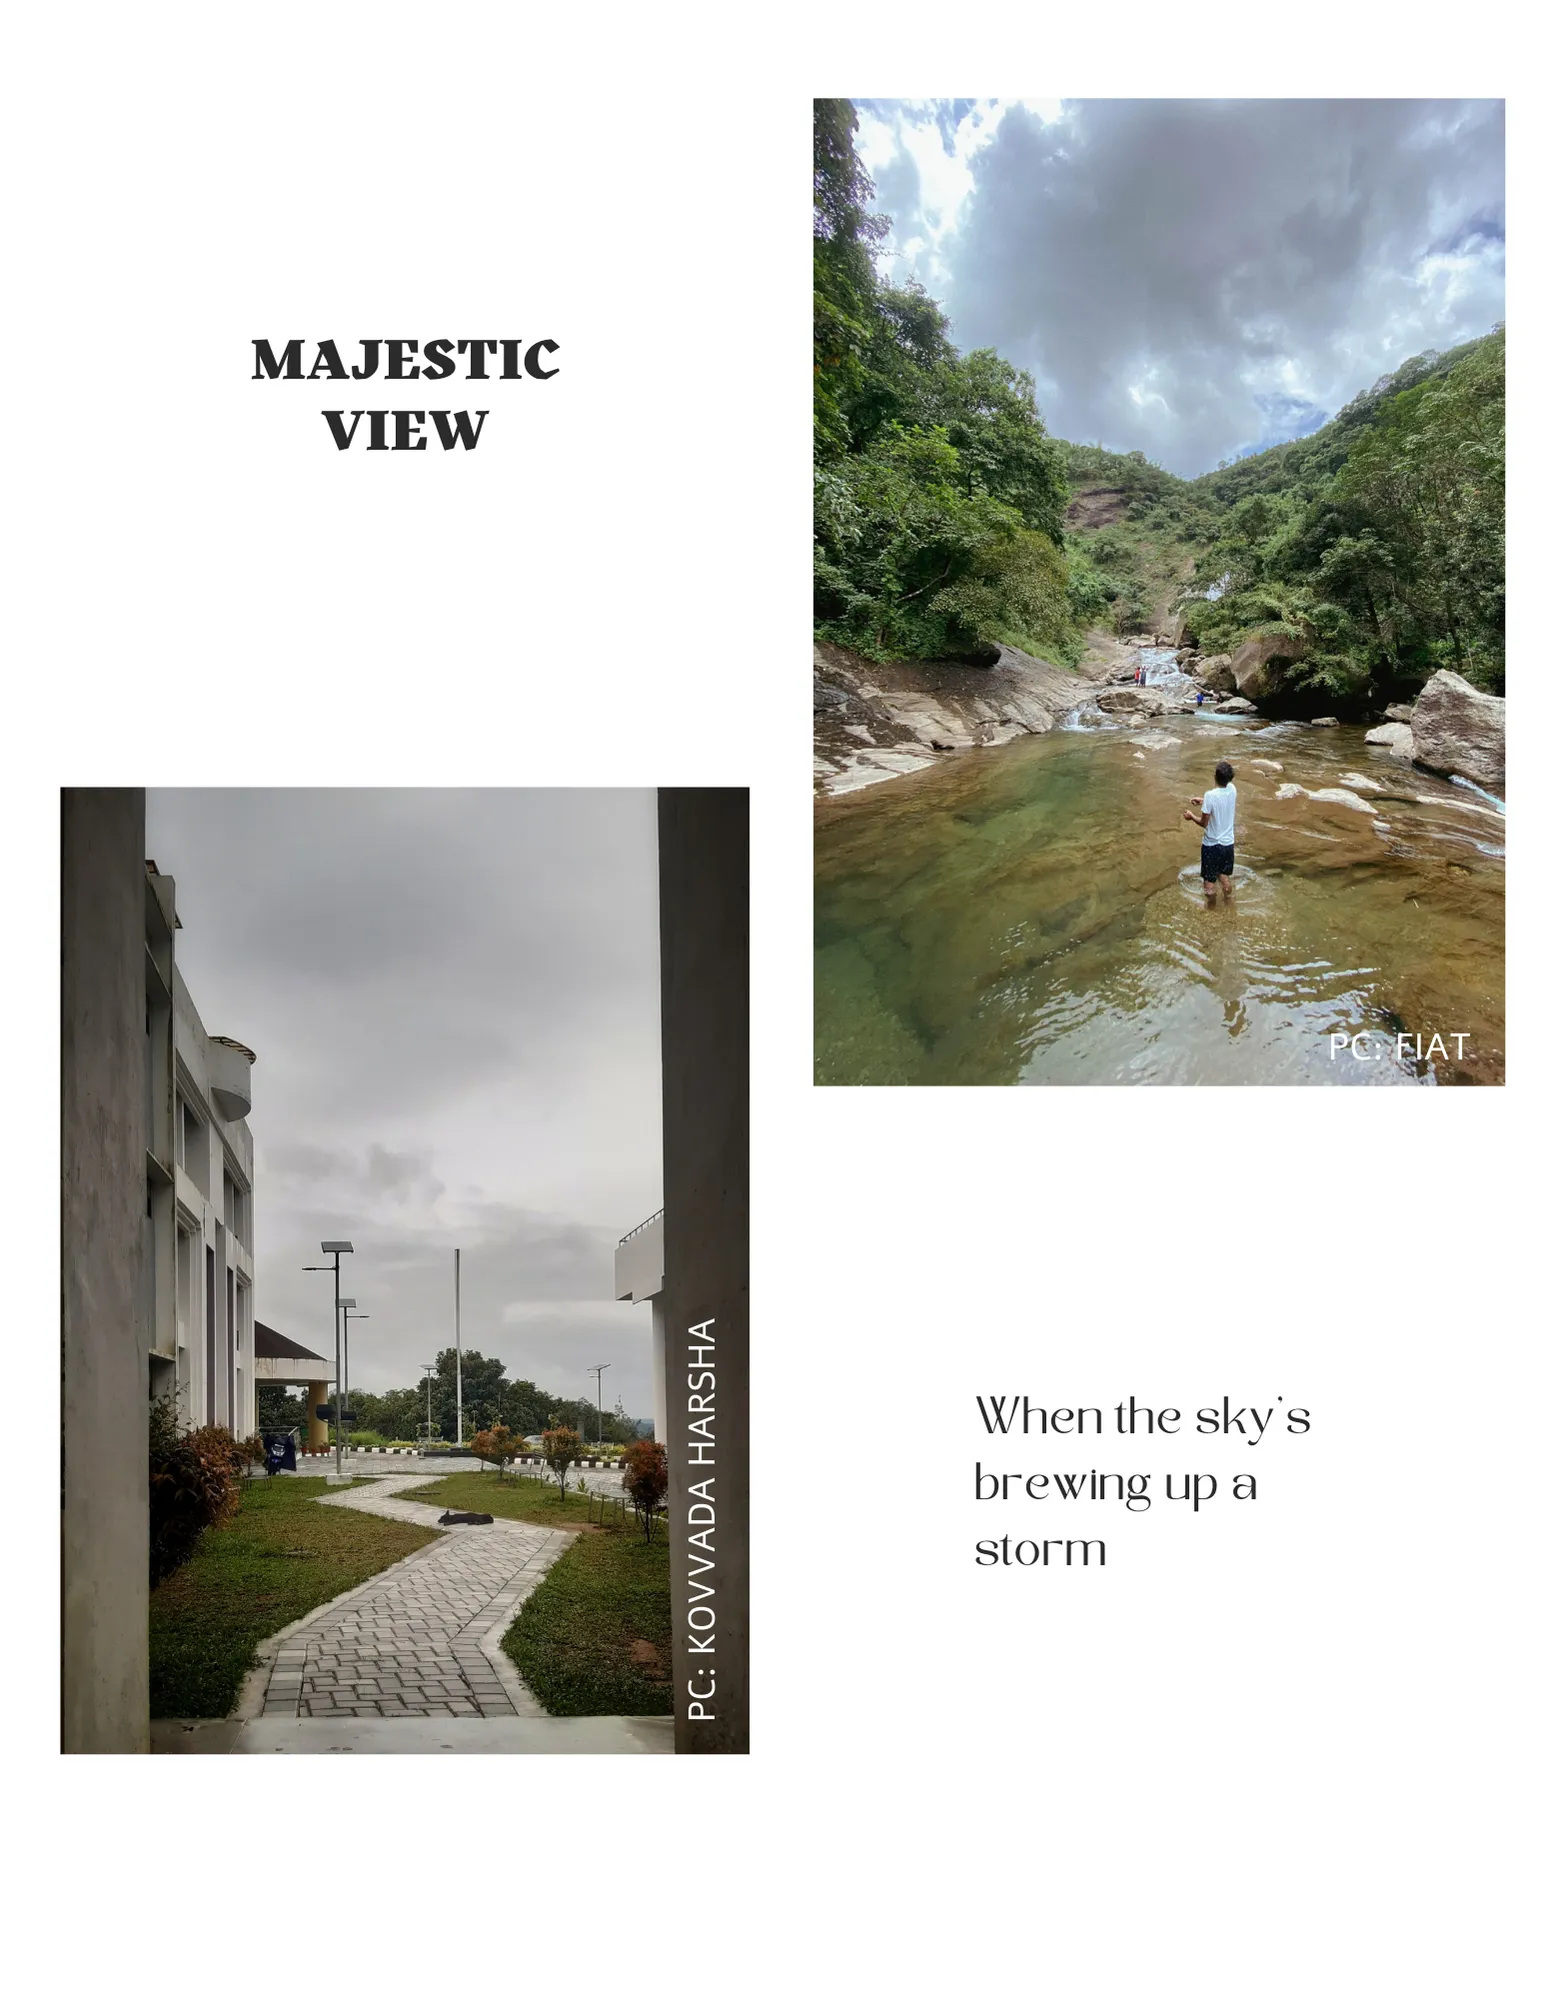 MAJESTIC
VIEW
PC: FIAT
PC: KOVVADA HARSHA
When the sky's
brewing up a
storm